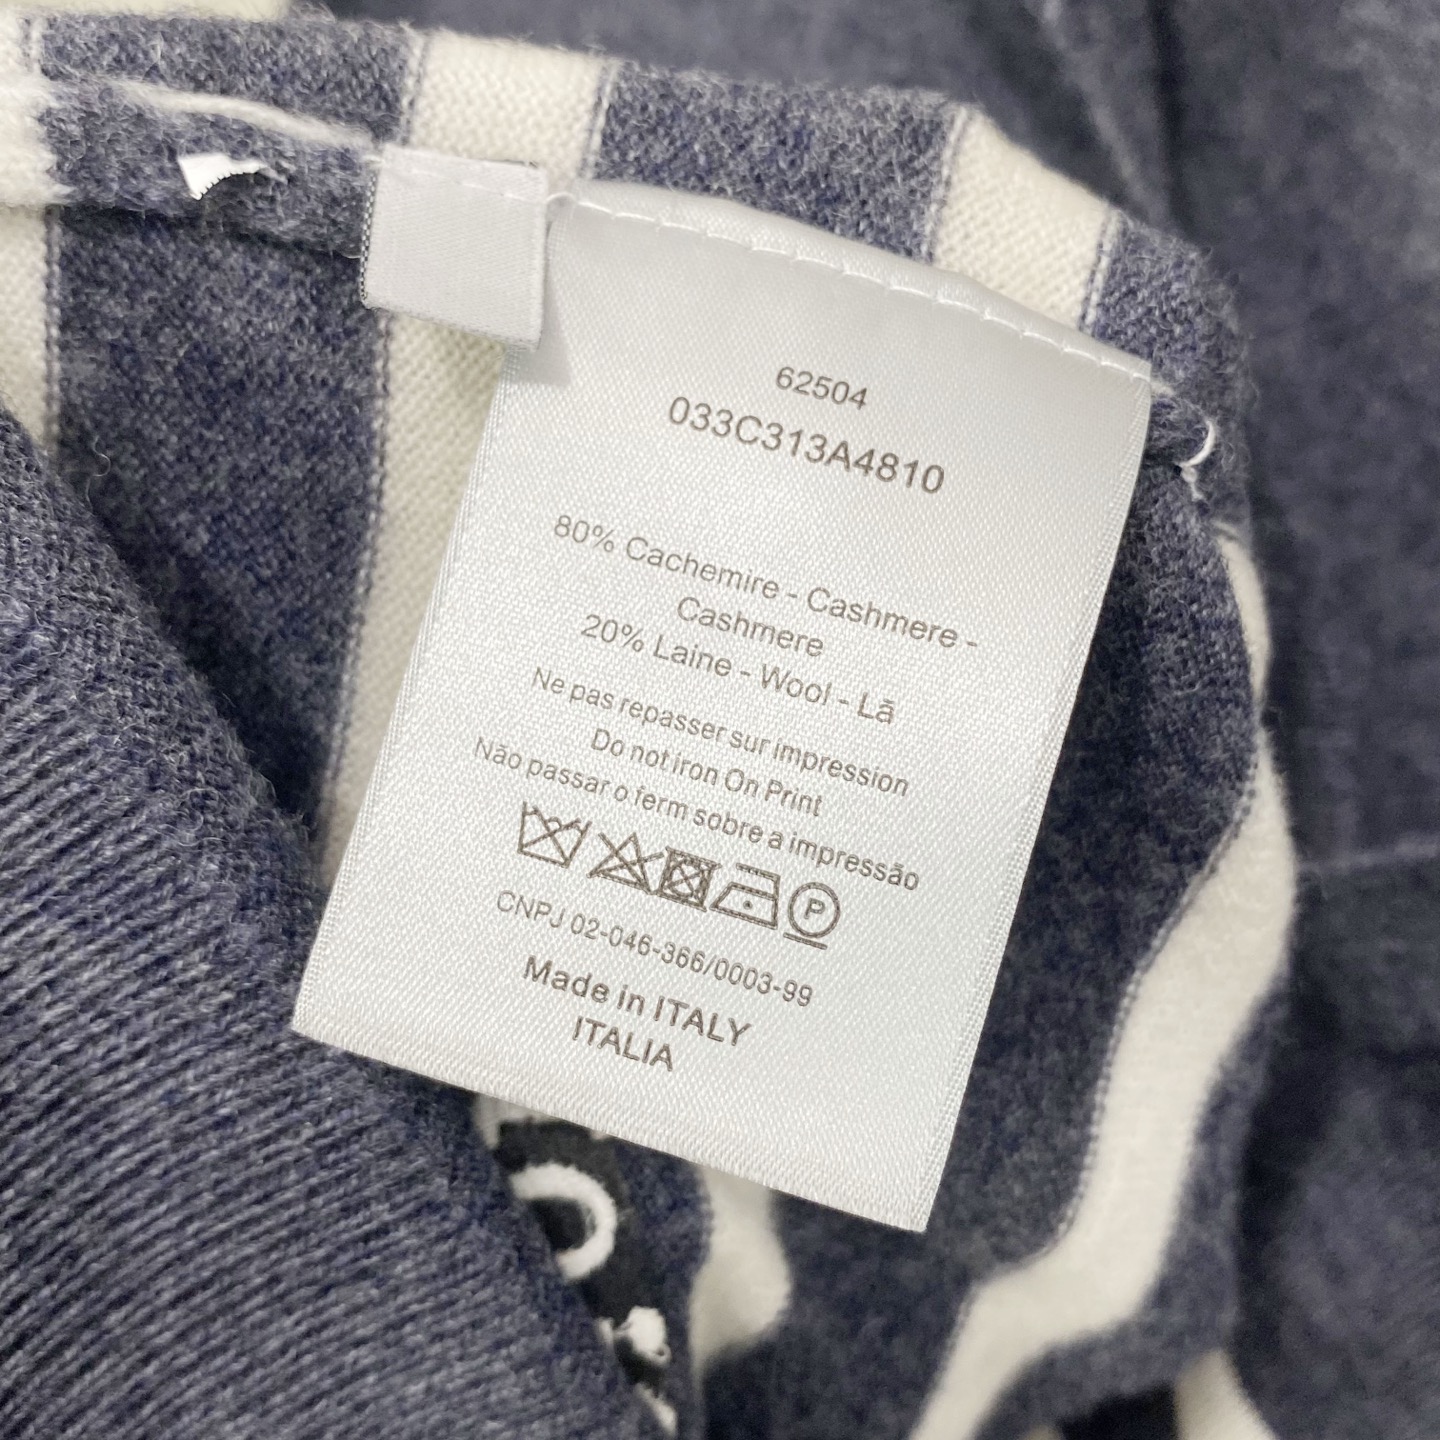 62504
033C313A4810
80% Cachemire - Cashmere -
Cashmere
20% Laine - Wool - Lã
Ne pas repasser sur impression
Do not iron On Print
Não passar o ferm sobre a impressão
P
CNPJ 02-046-366/0003-99
Made in ITALY
ITALIA